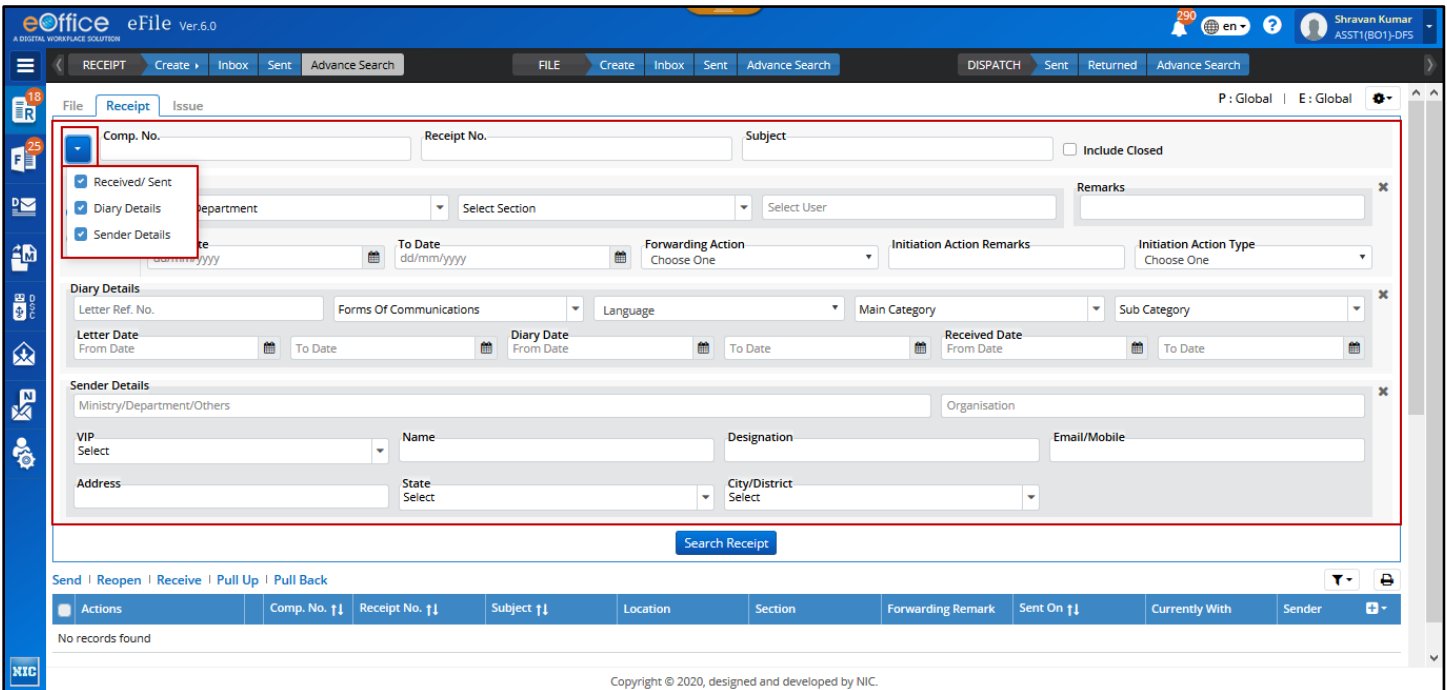 eOffice eFile Ver.6.0
A DIGITAL WORKPLACE SOLUTION
290 en ? Shravan Kumar
ASST1(BO1)-DFS
RECEIPT Create Inbox Sent Advance Search FILE Create Inbox Sent Advance Search DISPATCH Sent Returned Advance Search
18 R
25 F
D
M
DSC
N
NIC
File Receipt Issue P : Global | E : Global
Comp. No. Receipt No. Subject Include Closed
Received/ Sent
Diary Details
Sender Details
Remarks
Department Select Section Select User
te To Date Forwarding Action Initiation Action Remarks Initiation Action Type
dd/mm/yyyy dd/mm/yyyy Choose One Choose One
Diary Details
Letter Ref. No. Forms Of Communications Language Main Category Sub Category
Letter Date Diary Date Received Date
From Date To Date From Date To Date From Date To Date
Sender Details
Ministry/Department/Others Organisation
VIP Name Designation Email/Mobile
Select
Address State City/District
Select Select
Search Receipt
Send | Reopen | Receive | Pull Up | Pull Back
Actions Comp. No. Receipt No. Subject Location Section Forwarding Remark Sent On Currently With Sender
No records found
Copyright © 2020, designed and developed by NIC.